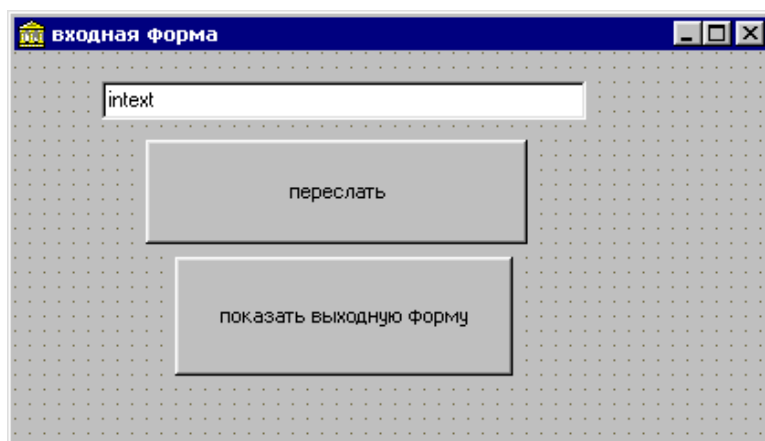 входная форма
intext
переслать
показать выходную форму